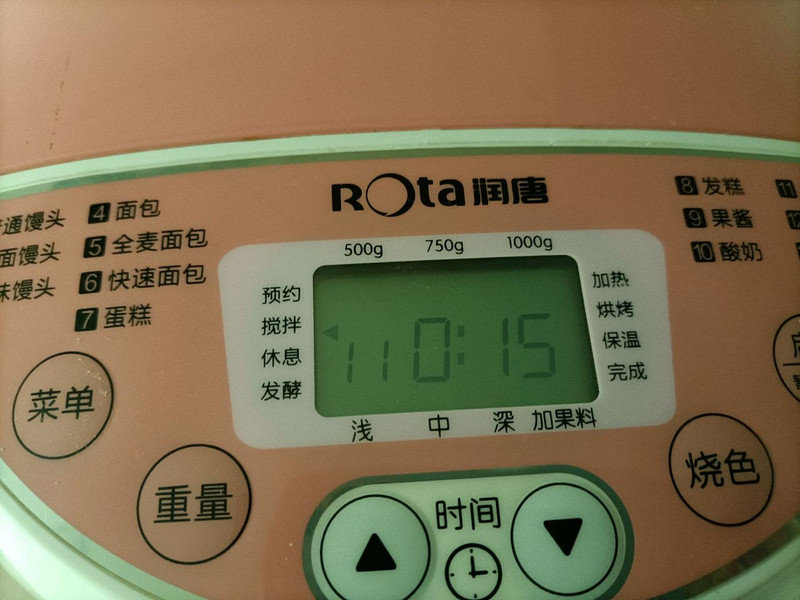 Rota润唐
500g 750g 1000g
预约
搅拌
休息
发酵
加热
烘烤
保温
完成
11 0:15
浅 中 深 加果料
通馒头
面馒头
馒头
4 面包
5 全麦面包
6 快速面包
7 蛋糕
8 发糕
9 果酱
10 酸奶
11
菜单
重量
时间
烧色